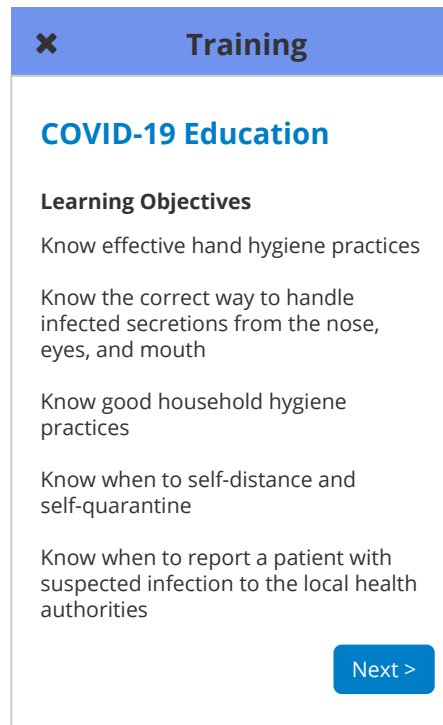 ✖ Training
COVID-19 Education
Learning Objectives
Know effective hand hygiene practices
Know the correct way to handle
infected secretions from the nose,
eyes, and mouth
Know good household hygiene
practices
Know when to self-distance and
self-quarantine
Know when to report a patient with
suspected infection to the local health
authorities
Next >